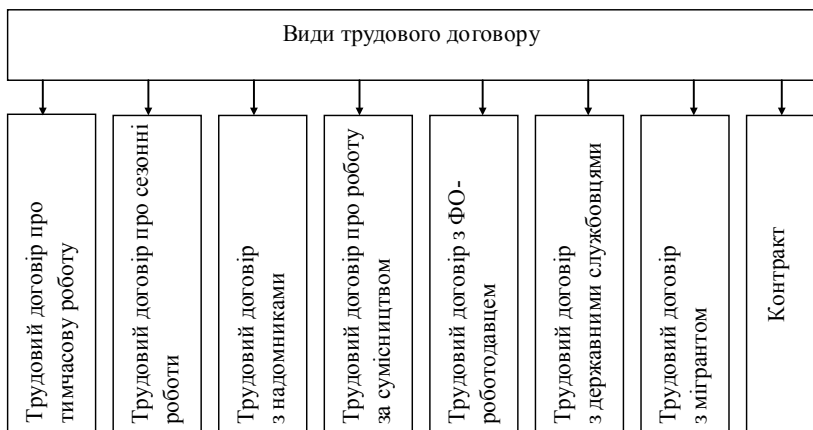 Види трудового договору
Трудовий договір про
тимчасову роботу
Трудовий договір про сезонні
роботи
Трудовий договір
з надомниками
Трудовий договір про роботу
за сумісництвом
Трудовий договір з ФО-
роботодавцем
Трудовий договір
з державними службовцями
Трудовий договір
з мігрантом
Контракт